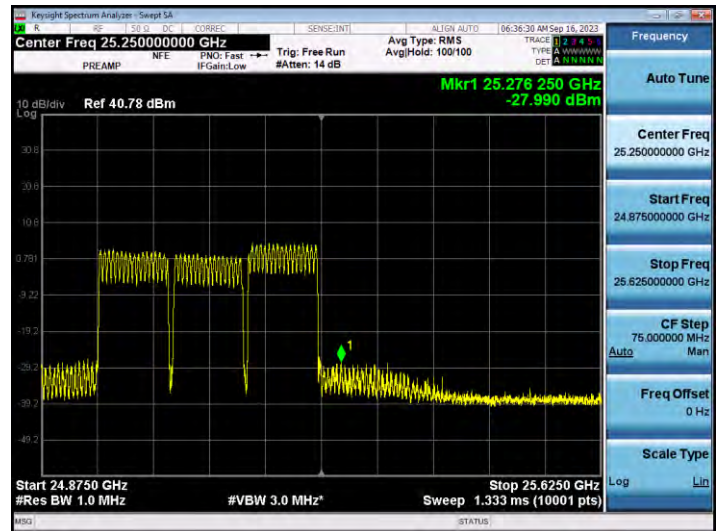 Keysight Spectrum Analyzer - Swept SA
R RF 50 Ω DC CORREC SENSE:INT ALIGN AUTO 06:36:30 AM Sep 16, 2023
Center Freq 25.250000000 GHz
PREAMP NFE PNO: Fast IFGain:Low
Trig: Free Run
#Atten: 14 dB
Avg Type: RMS
Avg|Hold: 100/100
TRACE 1 2 3 4 5 6
TYPE A WWWWW
DET A N N N N N
Mkr1 25.276 250 GHz
-27.990 dBm
10 dB/div Ref 40.78 dBm
Log
30.8
20.8
10.8
0.781
-9.22
-19.2
-29.2
-39.2
-49.2
1
Start 24.8750 GHz
Stop 25.6250 GHz
#Res BW 1.0 MHz
#VBW 3.0 MHz*
Sweep 1.333 ms (10001 pts)
MSG
STATUS
Frequency
Auto Tune
Center Freq
25.250000000 GHz
Start Freq
24.875000000 GHz
Stop Freq
25.625000000 GHz
CF Step
75.000000 MHz
Auto Man
Freq Offset
0 Hz
Scale Type
Log Lin